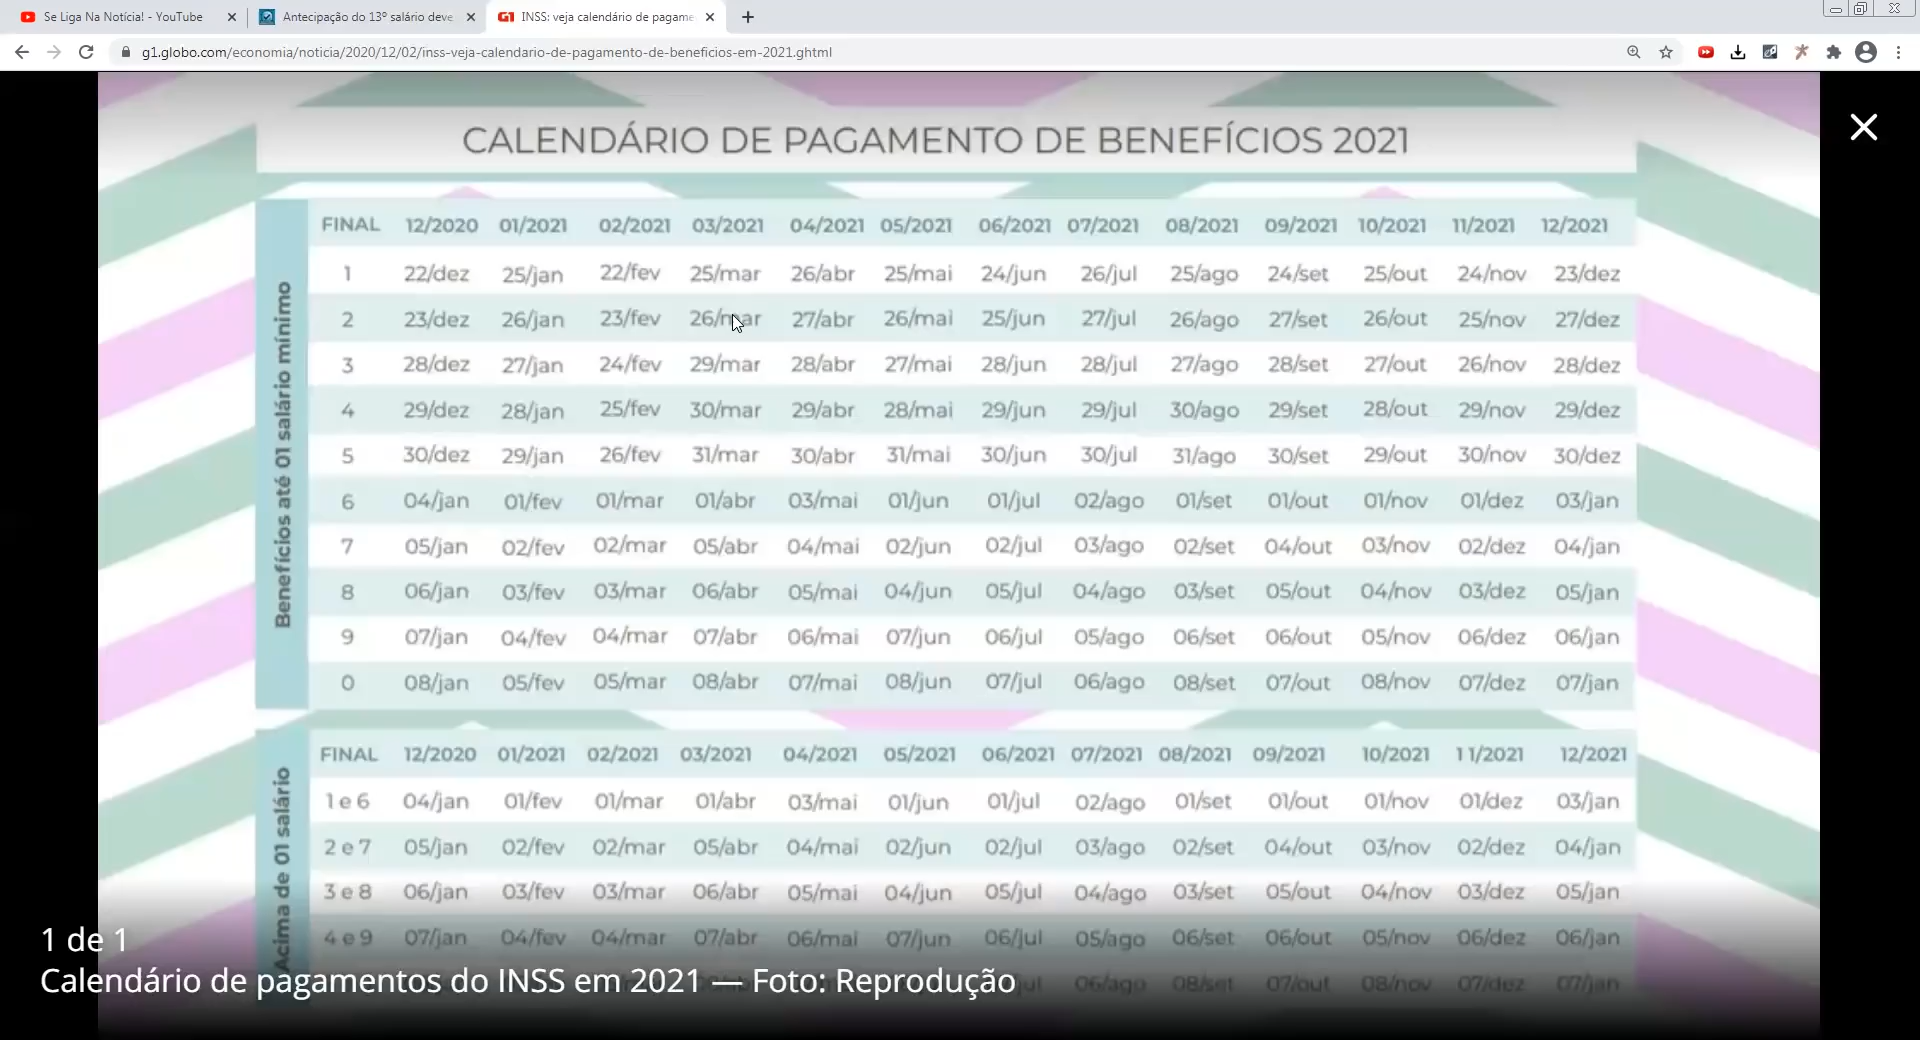 Se Liga Na Notícia! - YouTube
Antecipação do 13º salário deve
INSS: veja calendário de pagame
g1.globo.com/economia/noticia/2020/12/02/inss-veja-calendario-de-pagamento-de-beneficios-em-2021.ghtml
CALENDÁRIO DE PAGAMENTO DE BENEFÍCIOS 2021
Benefícios até 01 salário mínimo
FINAL 12/2020 01/2021 02/2021 03/2021 04/2021 05/2021 06/2021 07/2021 08/2021 09/2021 10/2021 11/2021 12/2021
1 22/dez 25/jan 22/fev 25/mar 26/abr 25/mai 24/jun 26/jul 25/ago 24/set 25/out 24/nov 23/dez
2 23/dez 26/jan 23/fev 26/mar 27/abr 26/mai 25/jun 27/jul 26/ago 27/set 26/out 25/nov 27/dez
3 28/dez 27/jan 24/fev 29/mar 28/abr 27/mai 28/jun 28/jul 27/ago 28/set 27/out 26/nov 28/dez
4 29/dez 28/jan 25/fev 30/mar 29/abr 28/mai 29/jun 29/jul 30/ago 29/set 28/out 29/nov 29/dez
5 30/dez 29/jan 26/fev 31/mar 30/abr 31/mai 30/jun 30/jul 31/ago 30/set 29/out 30/nov 30/dez
6 04/jan 01/fev 01/mar 01/abr 03/mai 01/jun 01/jul 02/ago 01/set 01/out 01/nov 01/dez 03/jan
7 05/jan 02/fev 02/mar 05/abr 04/mai 02/jun 02/jul 03/ago 02/set 04/out 03/nov 02/dez 04/jan
8 06/jan 03/fev 03/mar 06/abr 05/mai 04/jun 05/jul 04/ago 03/set 05/out 04/nov 03/dez 05/jan
9 07/jan 04/fev 04/mar 07/abr 06/mai 07/jun 06/jul 05/ago 06/set 06/out 05/nov 06/dez 06/jan
0 08/jan 05/fev 05/mar 08/abr 07/mai 08/jun 07/jul 06/ago 08/set 07/out 08/nov 07/dez 07/jan
Acima de 01 salário
FINAL 12/2020 01/2021 02/2021 03/2021 04/2021 05/2021 06/2021 07/2021 08/2021 09/2021 10/2021 11/2021 12/2021
1 e 6 04/jan 01/fev 01/mar 01/abr 03/mai 01/jun 01/jul 02/ago 01/set 01/out 01/nov 01/dez 03/jan
2 e 7 05/jan 02/fev 02/mar 05/abr 04/mai 02/jun 02/jul 03/ago 02/set 04/out 03/nov 02/dez 04/jan
3 e 8 06/jan 03/fev 03/mar 06/abr 05/mai 04/jun 05/jul 04/ago 03/set 05/out 04/nov 03/dez 05/jan
4 e 9 07/jan 04/fev 04/mar 07/abr 06/mai 07/jun 06/jul 05/ago 06/set 06/out 05/nov 06/dez 06/jan
06/ago 08/set 07/out 08/nov 07/dez 07/jan
1 de 1
Calendário de pagamentos do INSS em 2021 — Foto: Reprodução